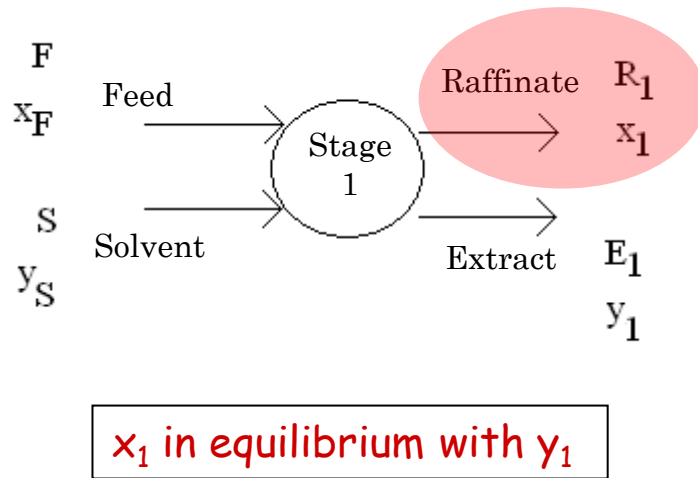 F
x_F
Feed
S
y_S
Solvent
Stage
1
Raffinate
R_1
x_1
Extract
E_1
y_1
x_1 in equilibrium with y_1